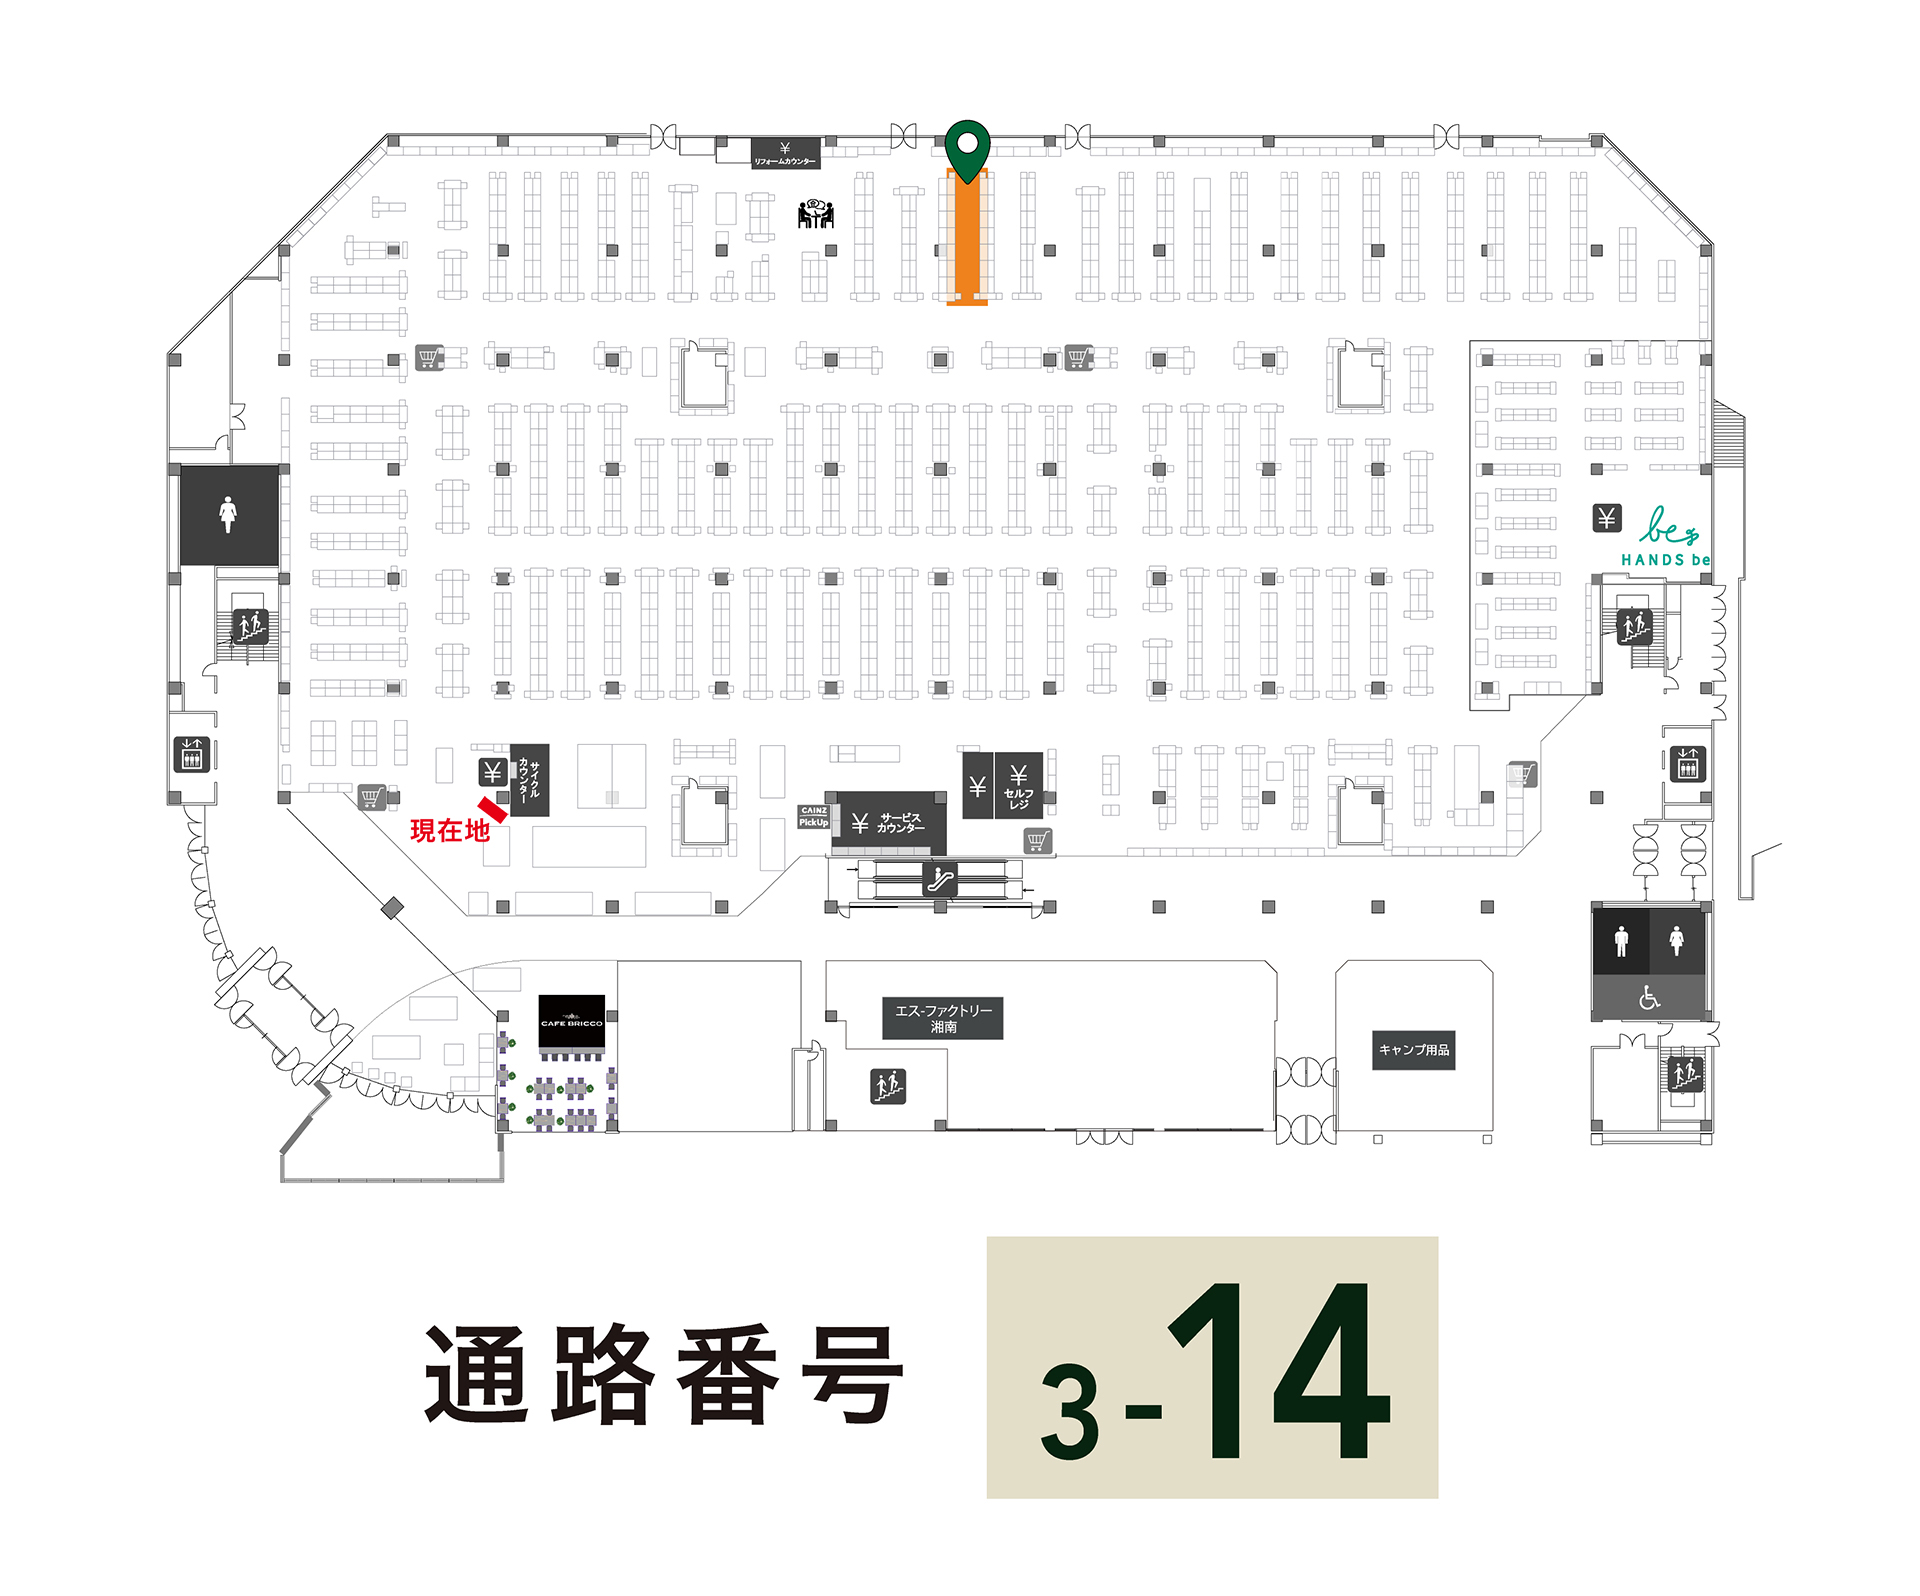 ¥
リフォームカウンター
¥
be
HANDS be
¥
サイクル
カウンター
現在地
CAINZ
PickUp
¥ サービス
カウンター
¥
¥
セルフ
レジ
CAFE BRICCO
エス-ファクトリー
湘南
キャンプ用品
通路番号
3-14